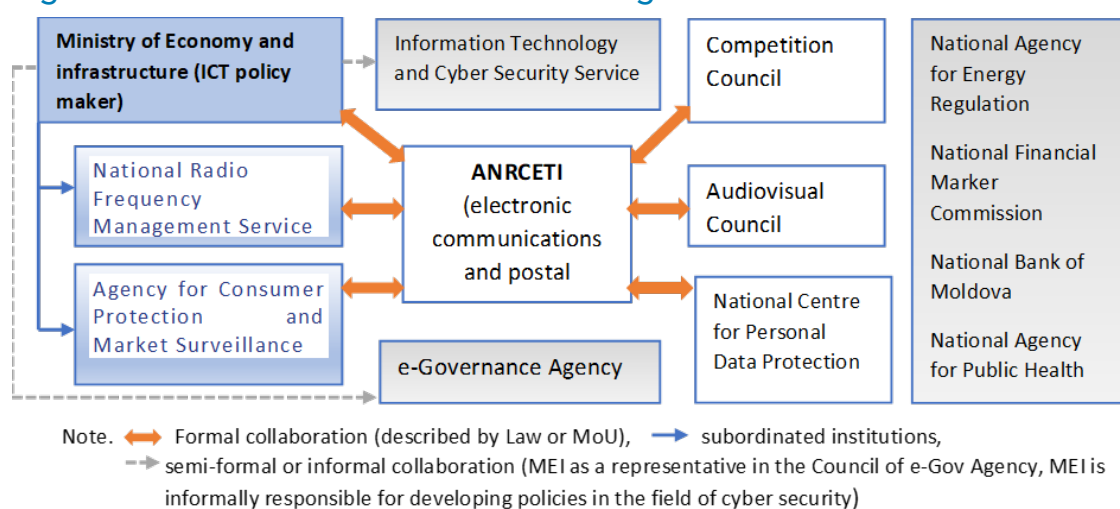 Ministry of Economy and
infrastructure (ICT policy
maker)
Information Technology
and Cyber Security Service
Competition
Council
National Agency
for Energy
Regulation
National Financial
Marker
Commission
National Bank of
Moldova
National Agency
for Public Health
National Radio
Frequency
Management Service
ANRCETI
(electronic
communications
and postal
Audiovisual
Council
Agency for Consumer
Protection and
Market Surveillance
National Centre
for Personal
Data Protection
e-Governance Agency
Note. Formal collaboration (described by Law or MoU), subordinated institutions,
semi-formal or informal collaboration (MEI as a representative in the Council of e-Gov Agency, MEI is
informally responsible for developing policies in the field of cyber security)